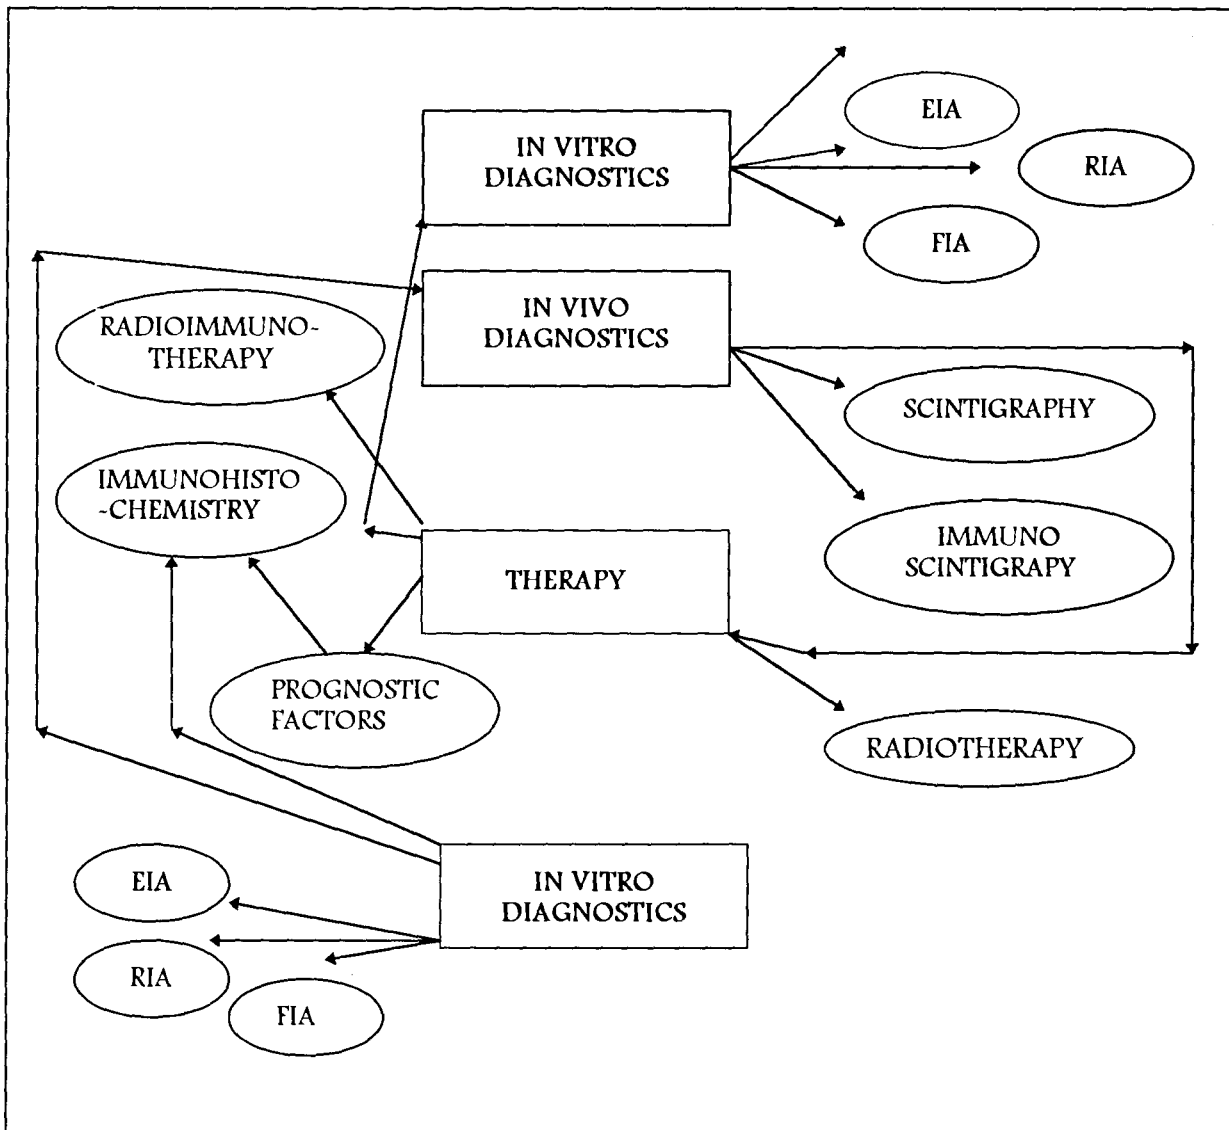 IN VITRO
DIAGNOSTICS
EIA
RIA
FIA
IN VIVO
DIAGNOSTICS
RADIOIMMUNO-
THERAPY
SCINTIGRAPHY
IMMUNOHISTO
-CHEMISTRY
IMMUNO
SCINTIGRAPY
THERAPY
PROGNOSTIC
FACTORS
RADIOTHERAPY
IN VITRO
DIAGNOSTICS
EIA
RIA
FIA